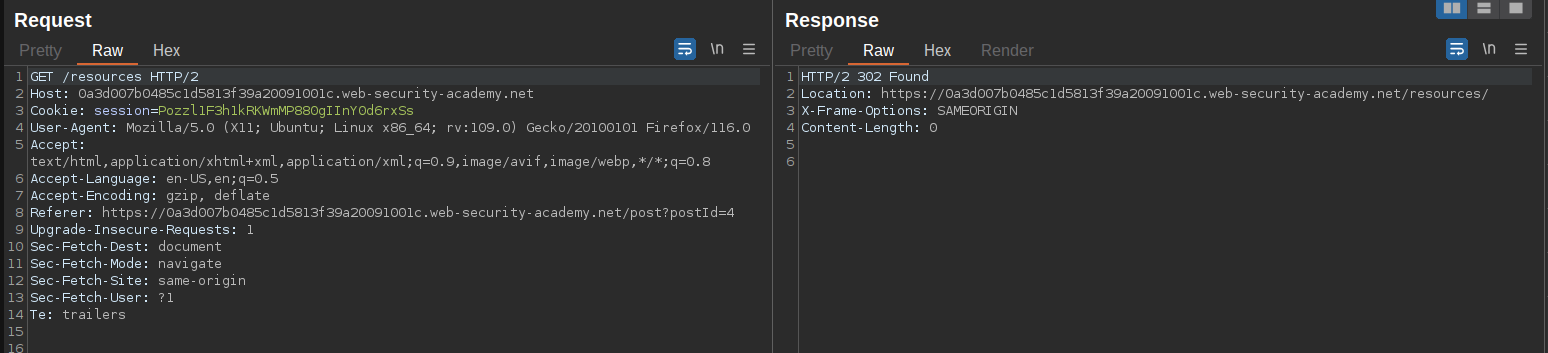 Request
Pretty Raw Hex
\n
1 GET /resources HTTP/2
2 Host: 0a3d007b0485c1d5813f39a20091001c.web-security-academy.net
3 Cookie: session=Pozzl1F3h1kRKWmMP880gIInYOd6rxSs
4 User-Agent: Mozilla/5.0 (X11; Ubuntu; Linux x86_64; rv:109.0) Gecko/20100101 Firefox/116.0
5 Accept:
text/html,application/xhtml+xml,application/xml;q=0.9,image/avif,image/webp,*/*;q=0.8
6 Accept-Language: en-US,en;q=0.5
7 Accept-Encoding: gzip, deflate
8 Referer: https://0a3d007b0485c1d5813f39a20091001c.web-security-academy.net/post?postId=4
9 Upgrade-Insecure-Requests: 1
10 Sec-Fetch-Dest: document
11 Sec-Fetch-Mode: navigate
12 Sec-Fetch-Site: same-origin
13 Sec-Fetch-User: ?1
14 Te: trailers
15
16
Response
Pretty Raw Hex Render
\n
1 HTTP/2 302 Found
2 Location: https://0a3d007b0485c1d5813f39a20091001c.web-security-academy.net/resources/
3 X-Frame-Options: SAMEORIGIN
4 Content-Length: 0
5
6